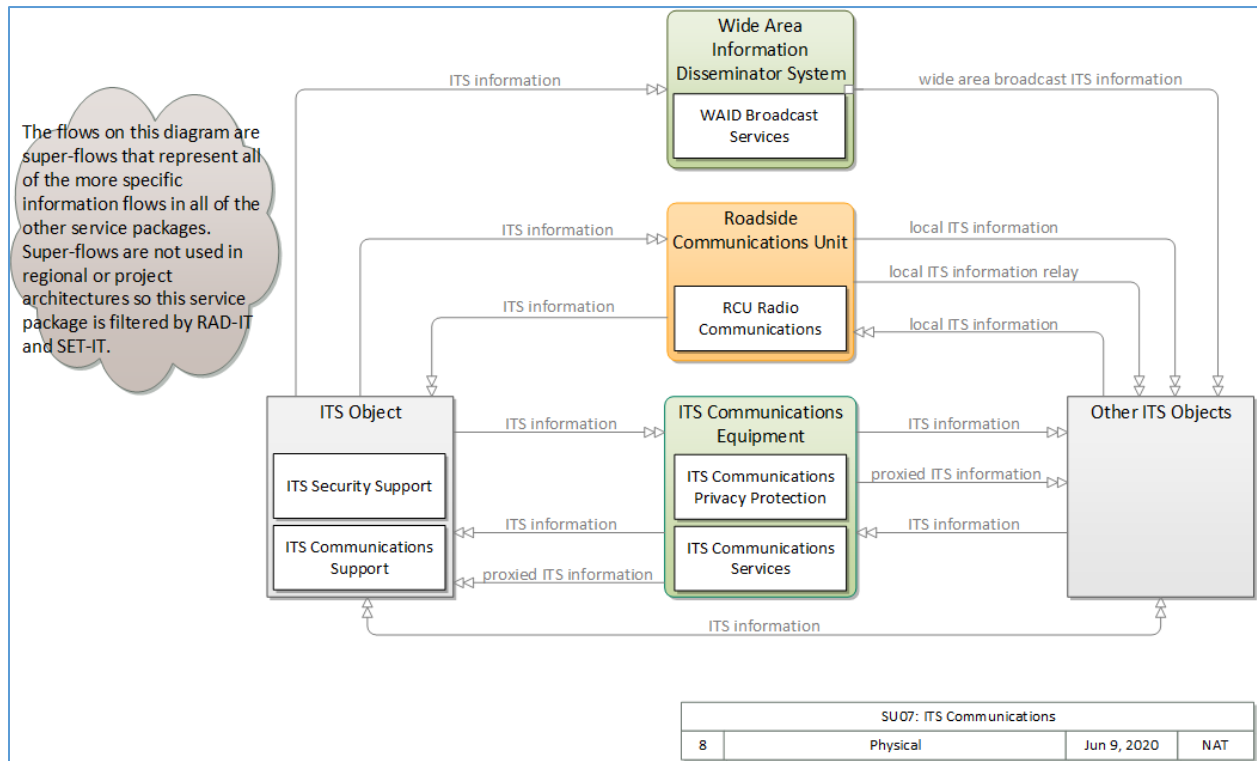 Wide Area
Information
Disseminator System
WAID Broadcast
Services
ITS information
wide area broadcast ITS information
The flows on this diagram are
super-flows that represent all
of the more specific
information flows in all of the
other service packages.
Super-flows are not used in
regional or project
architectures so this service
package is filtered by RAD-IT
and SET-IT.
Roadside
Communications Unit
RCU Radio
Communications
ITS information
ITS information
local ITS information
local ITS information relay
local ITS information
ITS Object
ITS Security Support
ITS Communications
Support
ITS information
ITS information
proxied ITS information
ITS Communications
Equipment
ITS Communications
Privacy Protection
ITS Communications
Services
ITS information
proxied ITS information
ITS information
Other ITS Objects
ITS information
SU07: ITS Communications
8 Physical Jun 9, 2020 NAT